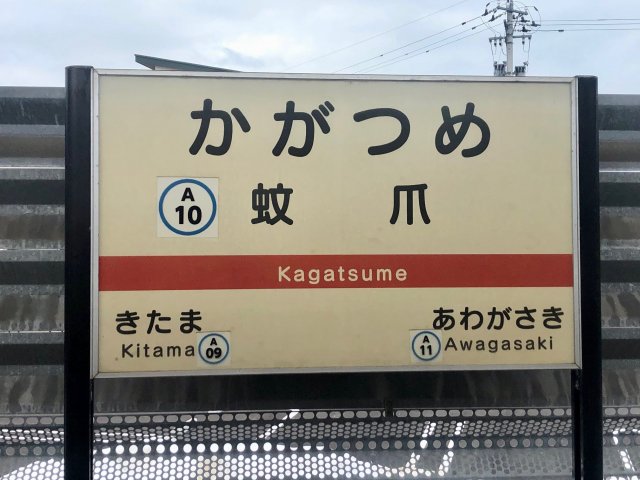 かがつめ
A
10
蚊爪
Kagatsume
きたま
Kitama
A
09
あわがさき
A
11
Awagasaki